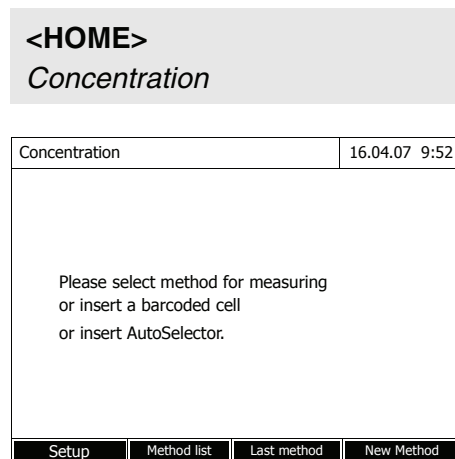 <HOME>
Concentration
Concentration 16.04.07 9:52
Please select method for measuring
or insert a barcoded cell
or insert AutoSelector.
Setup Method list Last method New Method